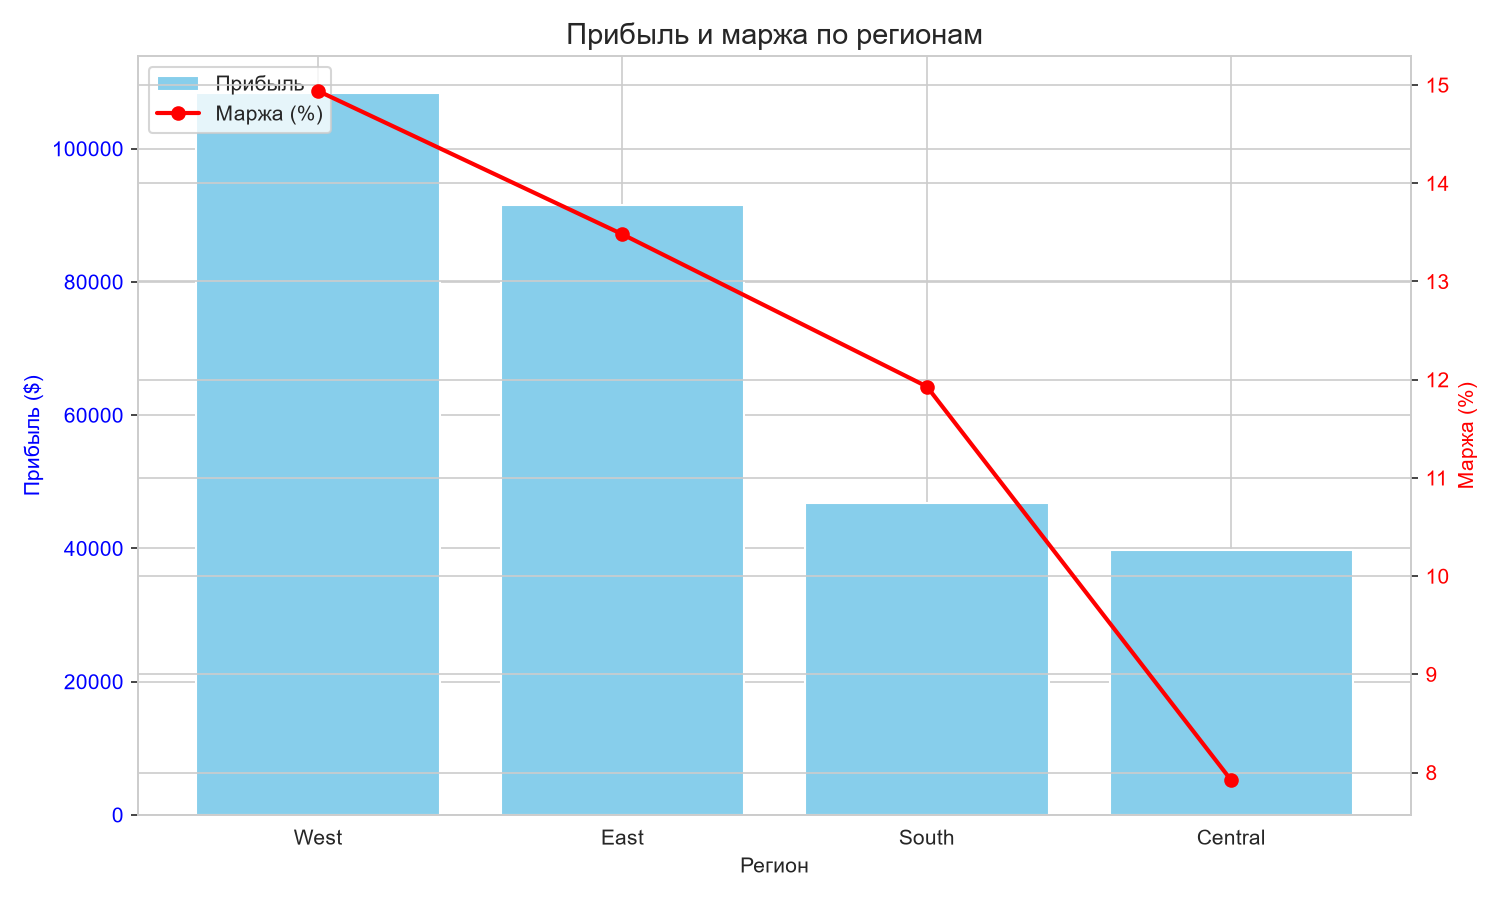 Прибыль и маржа по регионам
Прибыль
Маржа (%)
100000
80000
60000
40000
20000
0
Прибыль ($)
15
14
13
12
11
10
9
8
Маржа (%)
West East South Central
Регион